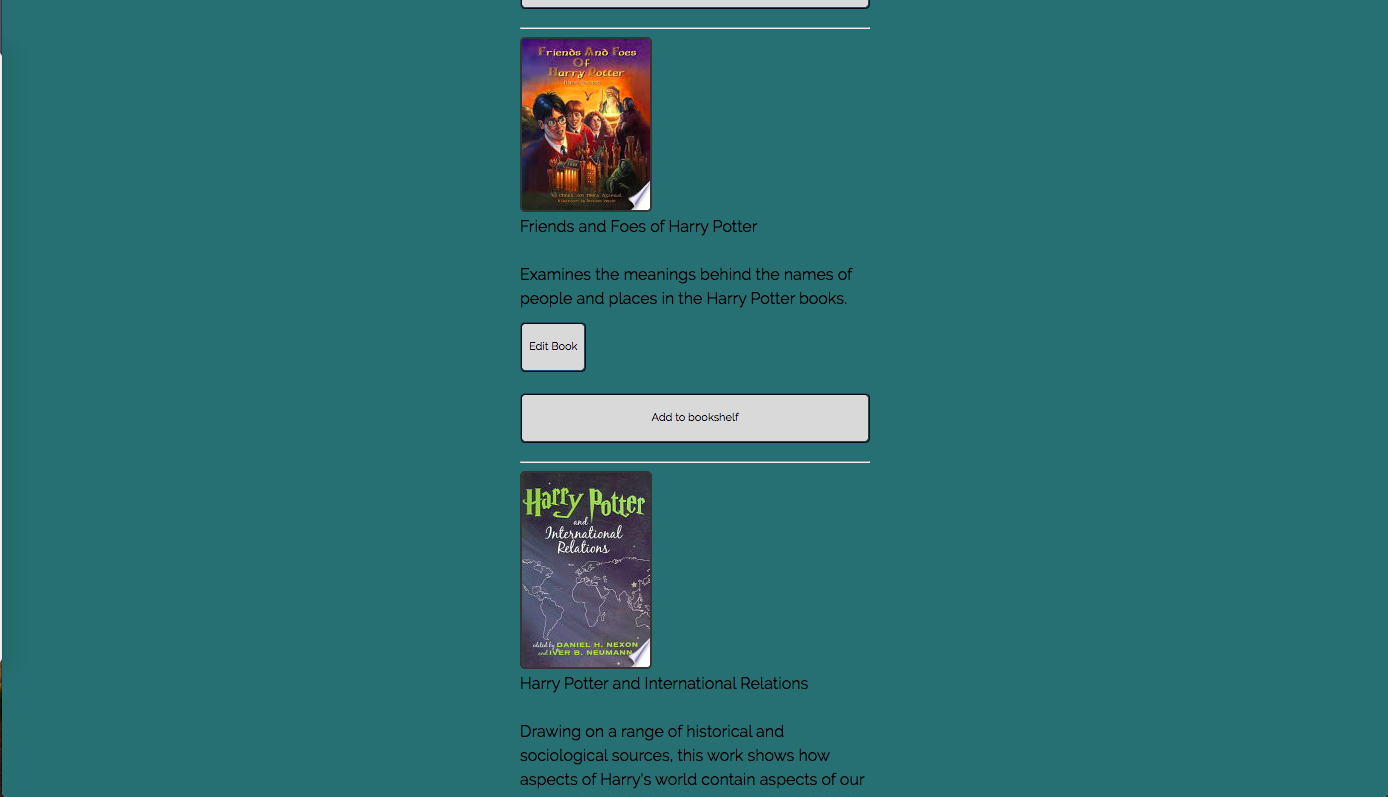 Friends And Foes
Of
Harry Potter
Friends and Foes of Harry Potter
Examines the meanings behind the names of
people and places in the Harry Potter books.
Edit Book
Add to bookshelf
Harry Potter
and
International
Relations
edited by DANIEL H. NEXON
and IVER B. NEUMANN
Harry Potter and International Relations
Drawing on a range of historical and
sociological sources, this work shows how
aspects of Harry's world contain aspects of our